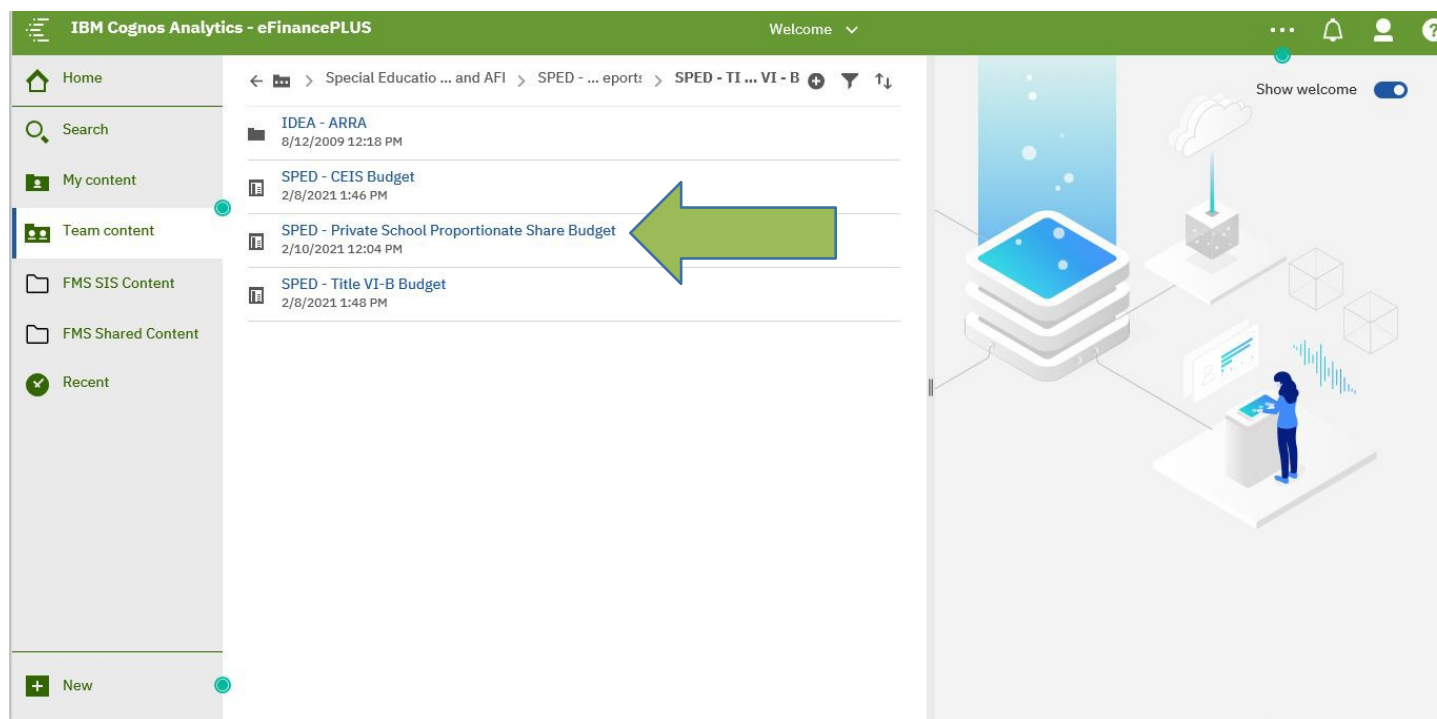 IBM Cognos Analytics - eFinancePLUS
Welcome
Home
Special Educatio ... and AFI > SPED - ... eports > SPED - TI ... VI - B
Show welcome
Search
My content
Team content
FMS SIS Content
FMS Shared Content
Recent
New
IDEA - ARRA
8/12/2009 12:18 PM
SPED - CEIS Budget
2/8/2021 1:46 PM
SPED - Private School Proportionate Share Budget
2/10/2021 12:04 PM
SPED - Title VI-B Budget
2/8/2021 1:48 PM